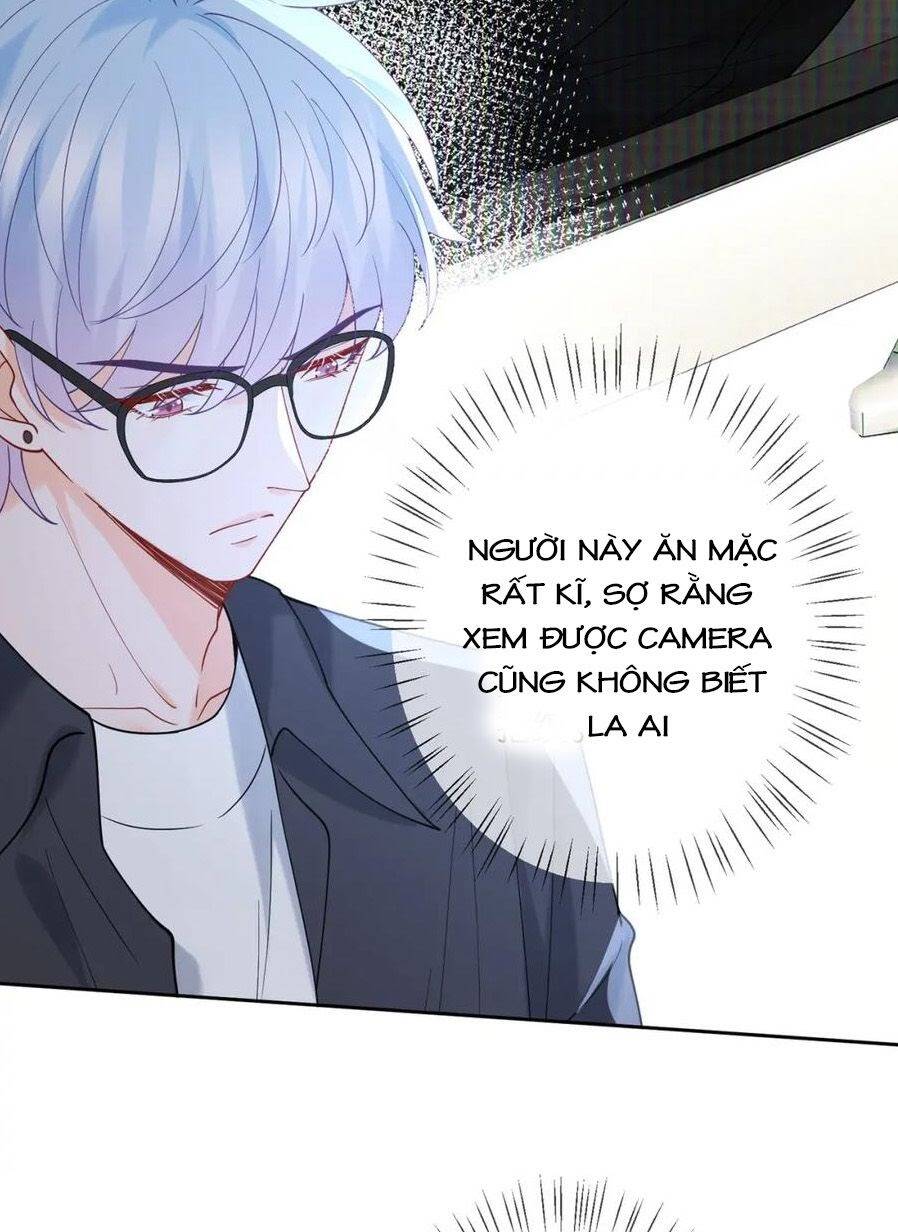 NGƯỜI NÀY ĂN MẶC
RẤT KĨ, SỢ RẰNG
XEM ĐƯỢC CAMERA
CŨNG KHÔNG BIẾT
LA AI